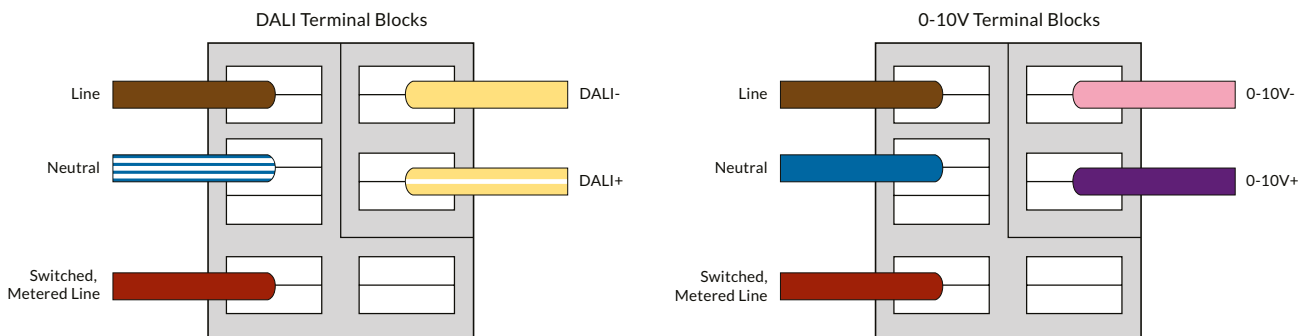 DALI Terminal Blocks
Line
DALI-
Neutral
DALI+
Switched,
Metered Line
0-10V Terminal Blocks
Line
0-10V-
Neutral
0-10V+
Switched,
Metered Line